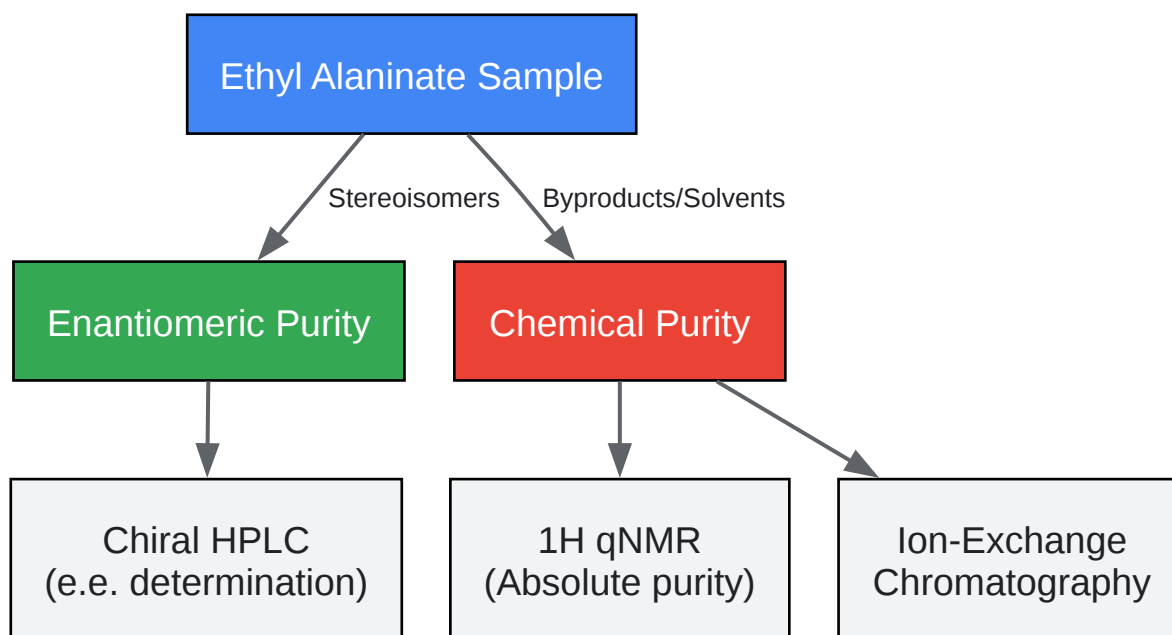 Ethyl Alaninate Sample
Stereoisomers
Byproducts/Solvents
Enantiomeric Purity
Chemical Purity
Chiral HPLC
(e.e. determination)
1H qNMR
(Absolute purity)
Ion-Exchange
Chromatography